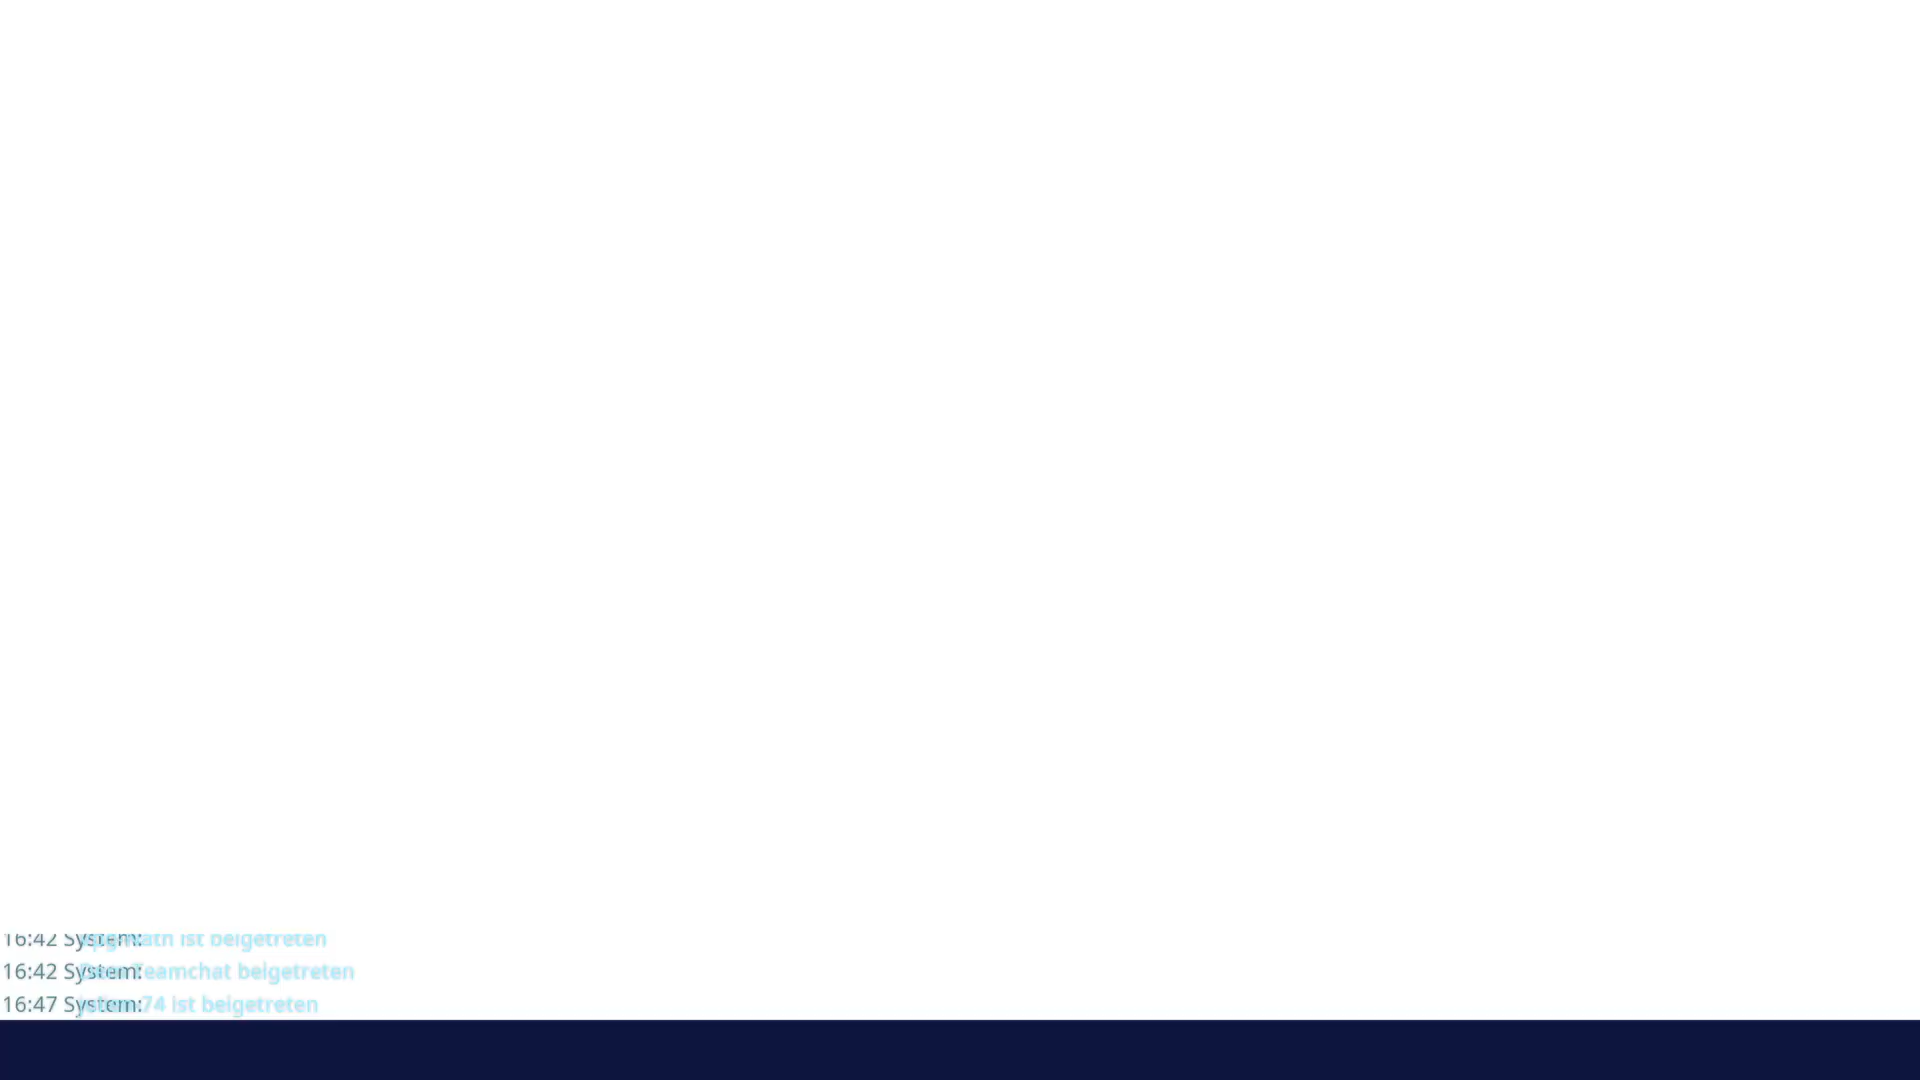 16:42 System: ist beigetreten
16:42 System: Teamchat beigetreten
16:47 System: 74 ist beigetreten